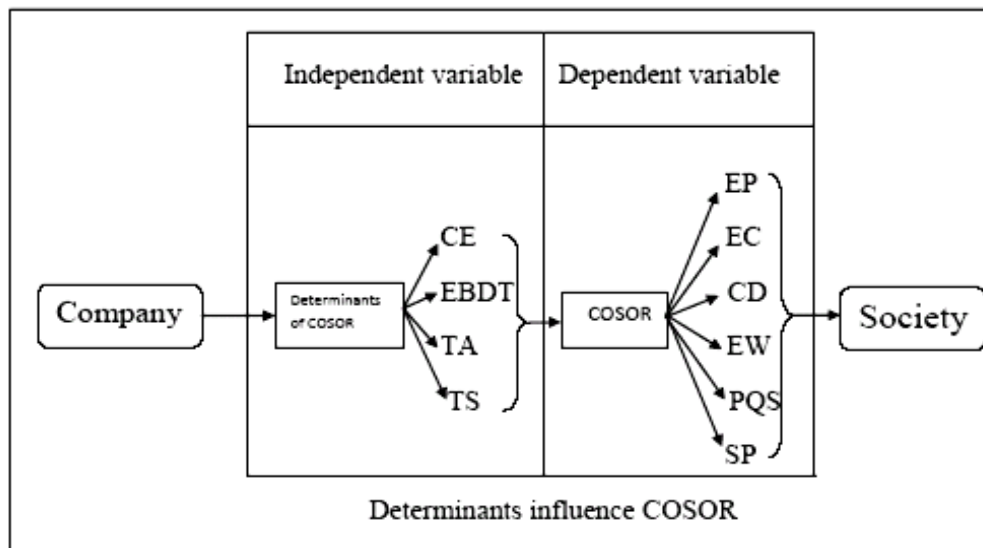 Independent variable
Dependent variable
Company
Determinants
of COSOR
CE
EBDT
TA
TS
COSOR
EP
EC
CD
EW
PQS
SP
Society
Determinants influence COSOR